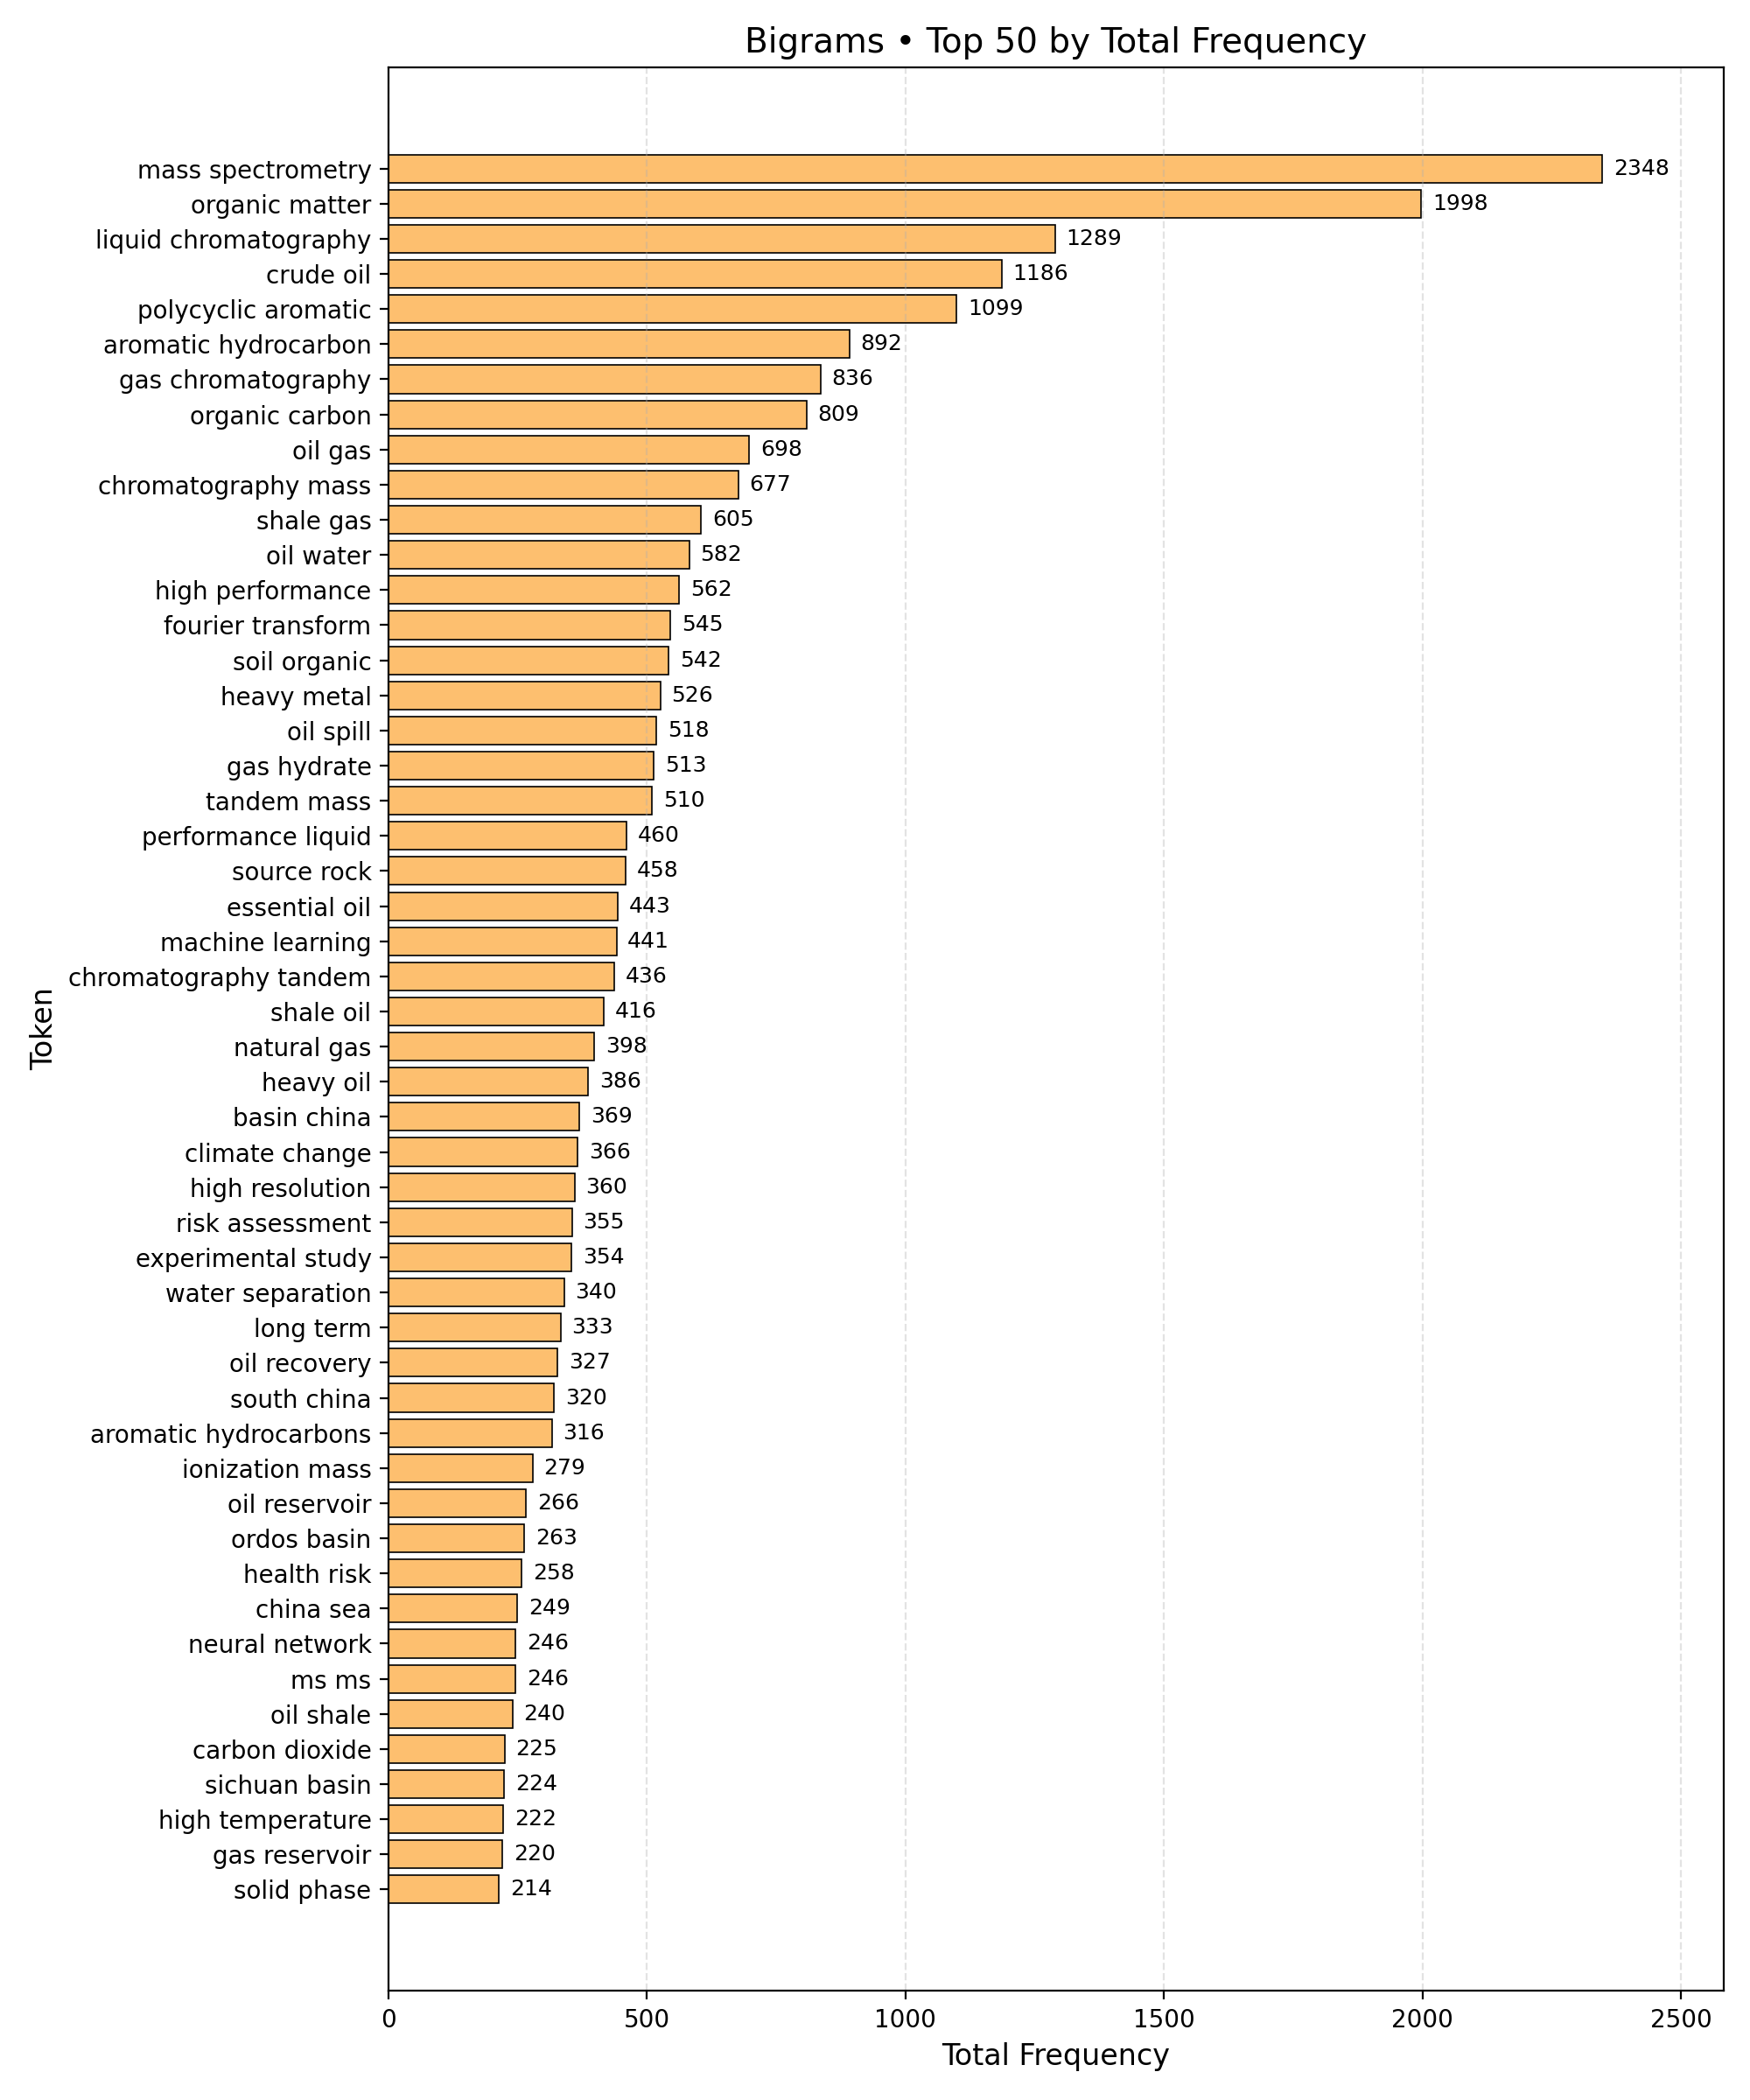 Bigrams • Top 50 by Total Frequency
mass spectrometry 2348
organic matter 1998
liquid chromatography 1289
crude oil 1186
polycyclic aromatic 1099
aromatic hydrocarbon 892
gas chromatography 836
organic carbon 809
oil gas 698
chromatography mass 677
shale gas 605
oil water 582
high performance 562
fourier transform 545
soil organic 542
heavy metal 526
oil spill 518
gas hydrate 513
tandem mass 510
performance liquid 460
source rock 458
essential oil 443
machine learning 441
chromatography tandem 436
shale oil 416
natural gas 398
heavy oil 386
basin china 369
climate change 366
high resolution 360
risk assessment 355
experimental study 354
water separation 340
long term 333
oil recovery 327
south china 320
aromatic hydrocarbons 316
ionization mass 279
oil reservoir 266
ordos basin 263
health risk 258
china sea 249
neural network 246
ms ms 246
oil shale 240
carbon dioxide 225
sichuan basin 224
high temperature 222
gas reservoir 220
solid phase 214
Token
0 500 1000 1500 2000 2500
Total Frequency